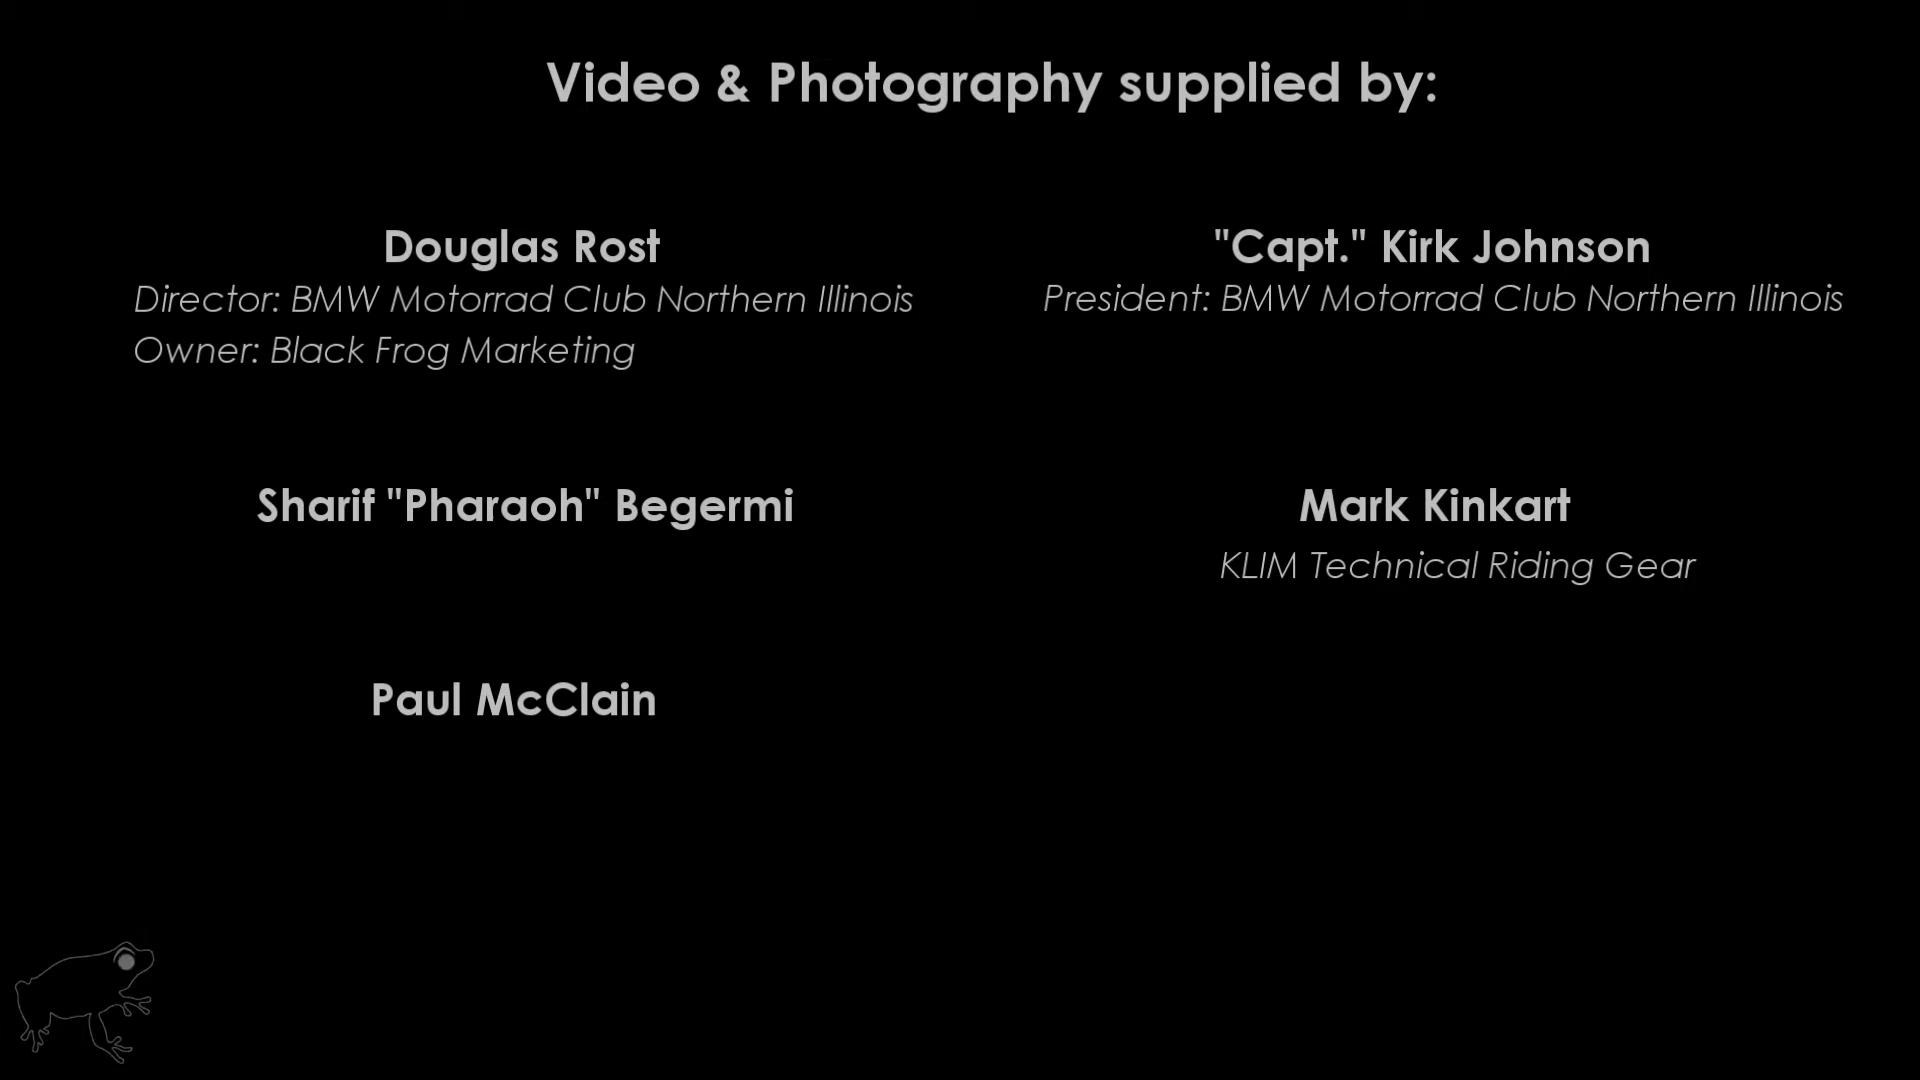 Video & Photography supplied by:
Douglas Rost
Director: BMW Motorrad Club Northern Illinois
Owner: Black Frog Marketing
"Capt." Kirk Johnson
President: BMW Motorrad Club Northern Illinois
Sharif "Pharaoh" Begermi
Mark Kinkart
KLIM Technical Riding Gear
Paul McClain